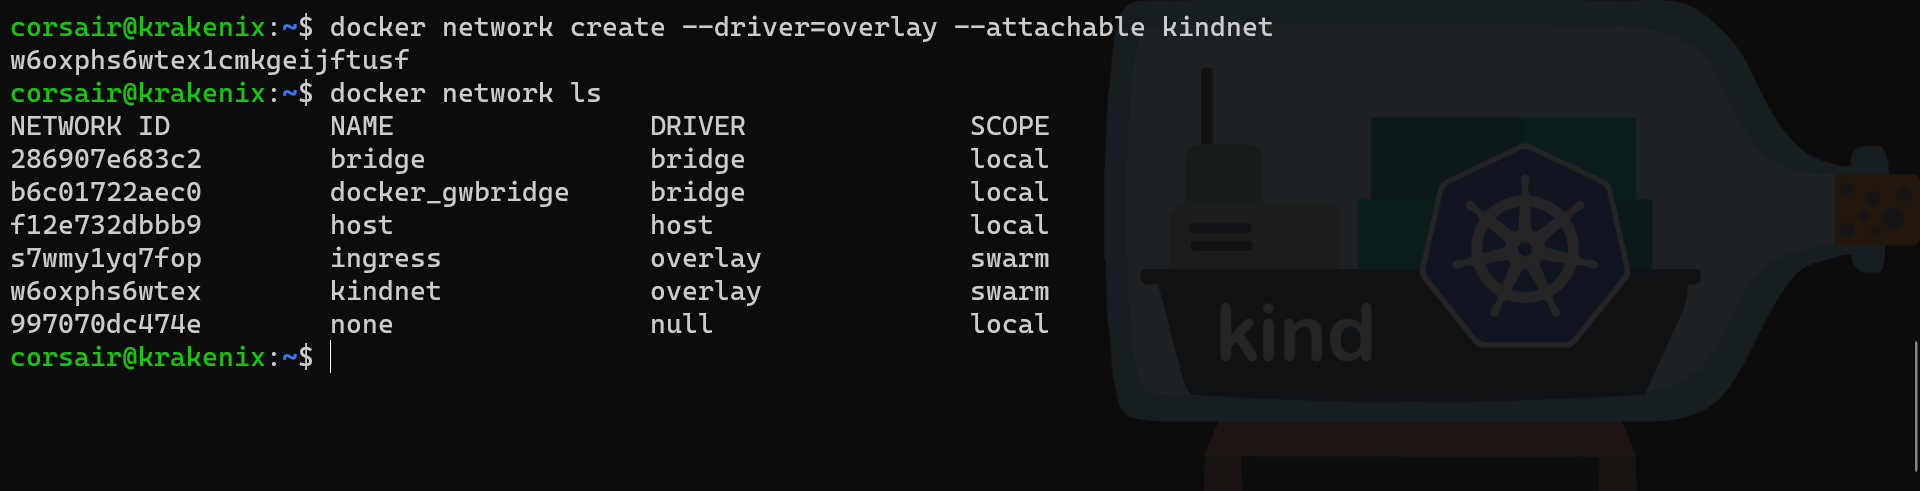 corsair@krakenix:~$ docker network create --driver=overlay --attachable kindnet
w6oxphs6wtex1cmkgeijftusf
corsair@krakenix:~$ docker network ls
NETWORK ID          NAME                DRIVER              SCOPE
286907e683c2        bridge              bridge              local
b6c01722aec0        docker_gwbridge     bridge              local
f12e732dbbb9        host                host                local
s7wmy1yq7fop        ingress             overlay             swarm
w6oxphs6wtex        kindnet             overlay             swarm
997070dc474e        none                null                local
corsair@krakenix:~$
kind